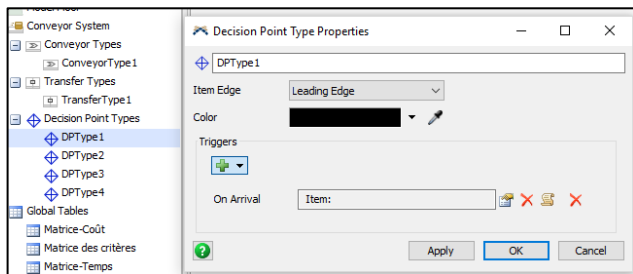 Conveyor System
Conveyor Types
ConveyorType1
Transfer Types
TransferType1
Decision Point Types
DPType1
DPType2
DPType3
DPType4
Global Tables
Matrice-Coût
Matrice des critères
Matrice-Temps
Decision Point Type Properties
DPType1
Item Edge
Leading Edge
Color
Triggers
On Arrival
Item:
Apply
OK
Cancel